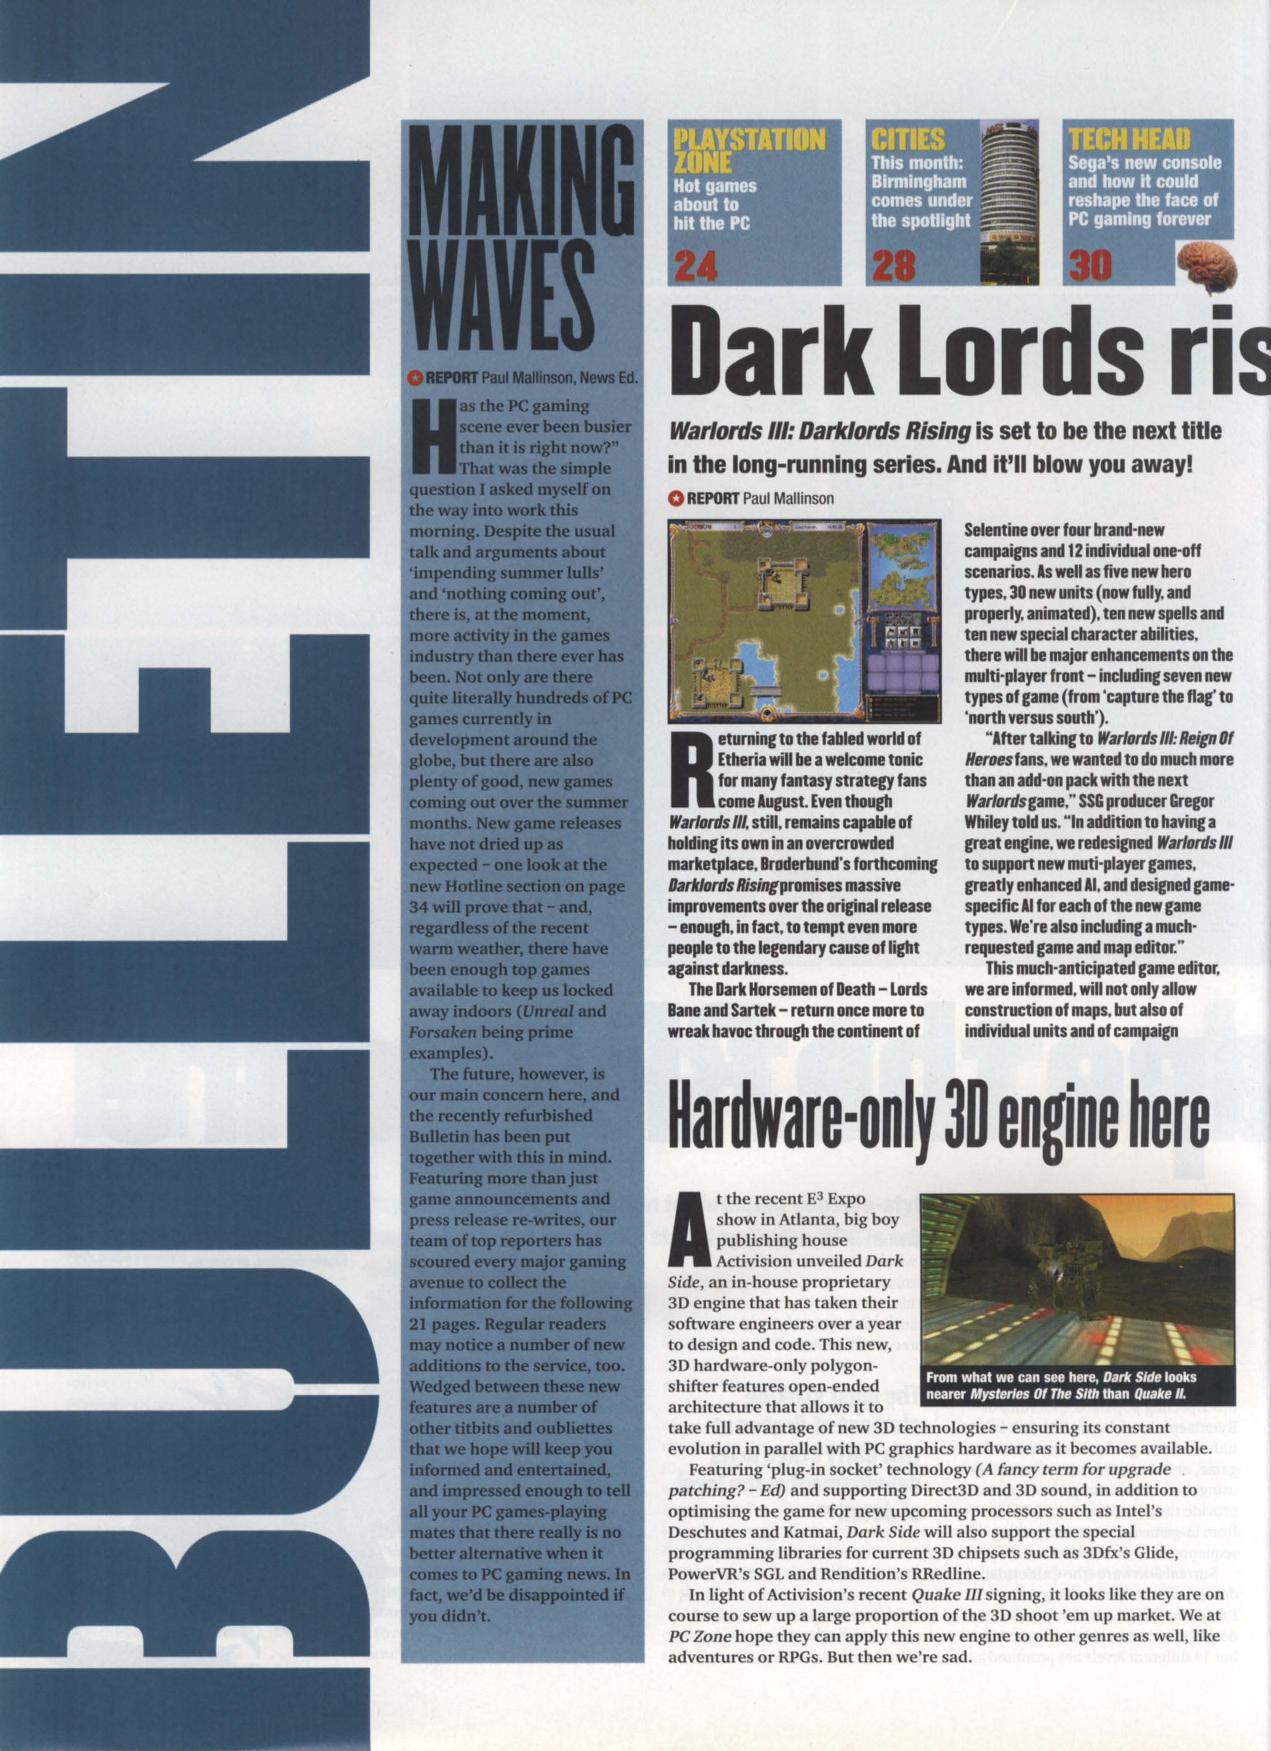 BULLETIN
MAKING
WAVES
REPORT Paul Mallinson, News Ed.
Has the PC gaming
scene ever been busier
than it is right now?”
That was the simple
question I asked myself on
the way into work this
morning. Despite the usual
talk and arguments about
‘impending summer lulls’
and ‘nothing coming out’,
there is, at the moment,
more activity in the games
industry than there ever has
been. Not only are there
quite literally hundreds of PC
games currently in
development around the
globe, but there are also
plenty of good, new games
coming out over the summer
months. New game releases
have not dried up as
expected – one look at the
new Hotline section on page
34 will prove that – and,
regardless of the recent
warm weather, there have
been enough top games
available to keep us locked
away indoors (Unreal and
Forsaken being prime
examples).
The future, however, is
our main concern here, and
the recently refurbished
Bulletin has been put
together with this in mind.
Featuring more than just
game announcements and
press release re-writes, our
team of top reporters has
scoured every major gaming
avenue to collect the
information for the following
21 pages. Regular readers
may notice a number of new
additions to the service, too.
Wedged between these new
features are a number of
other titbits and oubliettes
that we hope will keep you
informed and entertained,
and impressed enough to tell
all your PC games-playing
mates that there really is no
better alternative when it
comes to PC gaming news. In
fact, we’d be disappointed if
you didn’t.
PLAYSTATION
ZONE
Hot games
about to
hit the PC
24
CITIES
This month:
Birmingham
comes under
the spotlight
28
TECH HEAD
Sega’s new console
and how it could
reshape the face of
PC gaming forever
30
Dark Lords ris
Warlords III: Darklords Rising is set to be the next title
in the long-running series. And it’ll blow you away!
REPORT Paul Mallinson
Returning to the fabled world of
Etheria will be a welcome tonic
for many fantasy strategy fans
come August. Even though
Warlords III, still, remains capable of
holding its own in an overcrowded
marketplace, Brøderbund’s forthcoming
Darklords Rising promises massive
improvements over the original release
– enough, in fact, to tempt even more
people to the legendary cause of light
against darkness.
The Dark Horsemen of Death – Lords
Bane and Sartek – return once more to
wreak havoc through the continent of
Selentine over four brand-new
campaigns and 12 individual one-off
scenarios. As well as five new hero
types, 30 new units (now fully, and
properly, animated), ten new spells and
ten new special character abilities,
there will be major enhancements on the
multi-player front – including seven new
types of game (from ‘capture the flag’ to
‘north versus south’).
“After talking to Warlords III: Reign Of
Heroes fans, we wanted to do much more
than an add-on pack with the next
Warlords game,” SSG producer Gregor
Whiley told us. “In addition to having a
great engine, we redesigned Warlords III
to support new muti-player games,
greatly enhanced AI, and designed game-
specific AI for each of the new game
types. We’re also including a much-
requested game and map editor.”
This much-anticipated game editor,
we are informed, will not only allow
construction of maps, but also of
individual units and of campaign
Hardware-only 3D engine here
At the recent E3 Expo
show in Atlanta, big boy
publishing house
Activision unveiled Dark
Side, an in-house proprietary
3D engine that has taken their
software engineers over a year
to design and code. This new,
3D hardware-only polygon-
shifter features open-ended
architecture that allows it to
take full advantage of new 3D technologies – ensuring its constant
evolution in parallel with PC graphics hardware as it becomes available.
Featuring ‘plug-in socket’ technology (A fancy term for upgrade
patching? – Ed) and supporting Direct3D and 3D sound, in addition to
optimising the game for new upcoming processors such as Intel’s
Deschutes and Katmai, Dark Side will also support the special
programming libraries for current 3D chipsets such as 3Dfx’s Glide,
PowerVR’s SGL and Rendition’s RRedline.
In light of Activision’s recent Quake III signing, it looks like they are on
course to sew up a large proportion of the 3D shoot ’em up market. We at
PC Zone hope they can apply this new engine to other genres as well, like
adventures or RPGs. But then we’re sad.
From what we can see here, Dark Side looks
nearer Mysteries Of The Sith than Quake II.